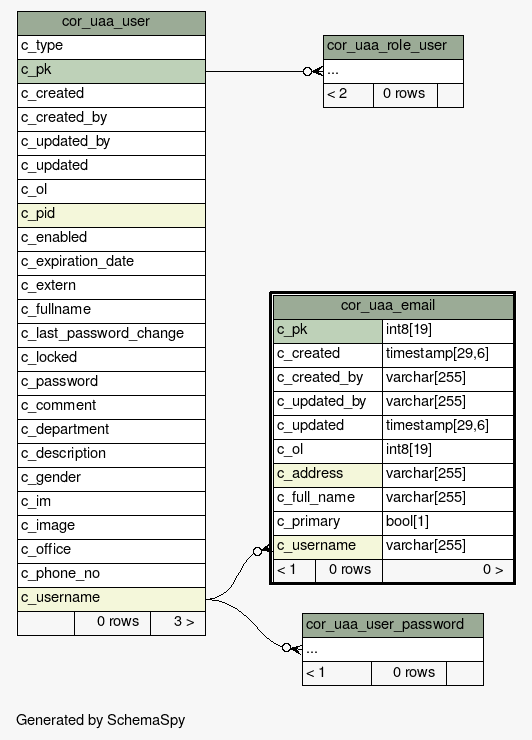 cor_uaa_user
c_type
c_pk
c_created
c_created_by
c_updated_by
c_updated
c_ol
c_pid
c_enabled
c_expiration_date
c_extern
c_fullname
c_last_password_change
c_locked
c_password
c_comment
c_department
c_description
c_gender
c_im
c_image
c_office
c_phone_no
c_username
0 rows 3 >
cor_uaa_role_user
...
< 2 0 rows
cor_uaa_email
c_pk int8[19]
c_created timestamp[29,6]
c_created_by varchar[255]
c_updated_by varchar[255]
c_updated timestamp[29,6]
c_ol int8[19]
c_address varchar[255]
c_full_name varchar[255]
c_primary bool[1]
c_username varchar[255]
< 1 0 rows 0 >
cor_uaa_user_password
...
< 1 0 rows
Generated by SchemaSpy